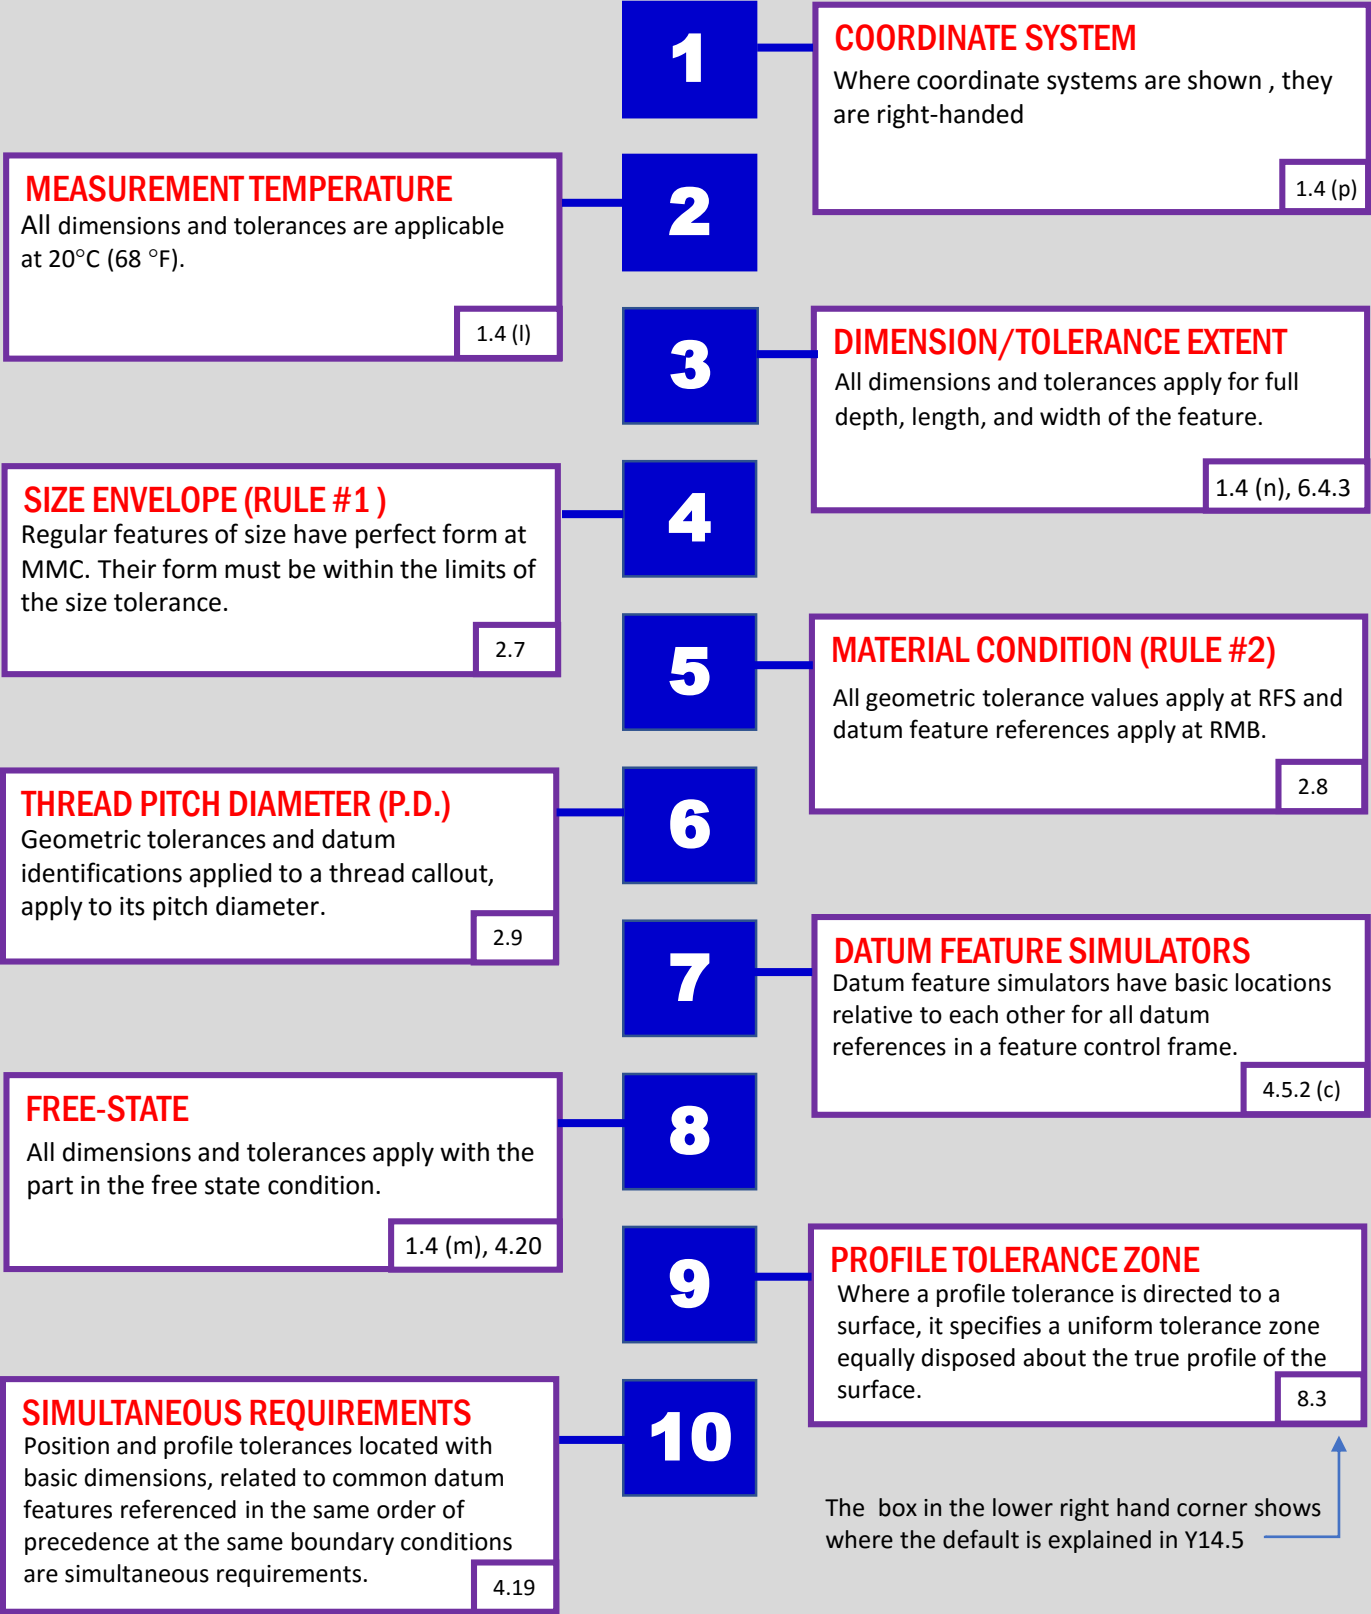 1
COORDINATE SYSTEM
Where coordinate systems are shown , they
are right-handed
1.4 (p)
2
MEASUREMENT TEMPERATURE
All dimensions and tolerances are applicable
at 20°C (68 °F).
1.4 (l)
3
DIMENSION/TOLERANCE EXTENT
All dimensions and tolerances apply for full
depth, length, and width of the feature.
1.4 (n), 6.4.3
4
SIZE ENVELOPE (RULE #1 )
Regular features of size have perfect form at
MMC. Their form must be within the limits of
the size tolerance.
2.7
5
MATERIAL CONDITION (RULE #2)
All geometric tolerance values apply at RFS and
datum feature references apply at RMB.
2.8
6
THREAD PITCH DIAMETER (P.D.)
Geometric tolerances and datum
identifications applied to a thread callout,
apply to its pitch diameter.
2.9
7
DATUM FEATURE SIMULATORS
Datum feature simulators have basic locations
relative to each other for all datum
references in a feature control frame.
4.5.2 (c)
8
FREE-STATE
All dimensions and tolerances apply with the
part in the free state condition.
1.4 (m), 4.20
9
PROFILE TOLERANCE ZONE
Where a profile tolerance is directed to a
surface, it specifies a uniform tolerance zone
equally disposed about the true profile of the
surface.
8.3
10
SIMULTANEOUS REQUIREMENTS
Position and profile tolerances located with
basic dimensions, related to common datum
features referenced in the same order of
precedence at the same boundary conditions
are simultaneous requirements.
4.19
The box in the lower right hand corner shows
where the default is explained in Y14.5